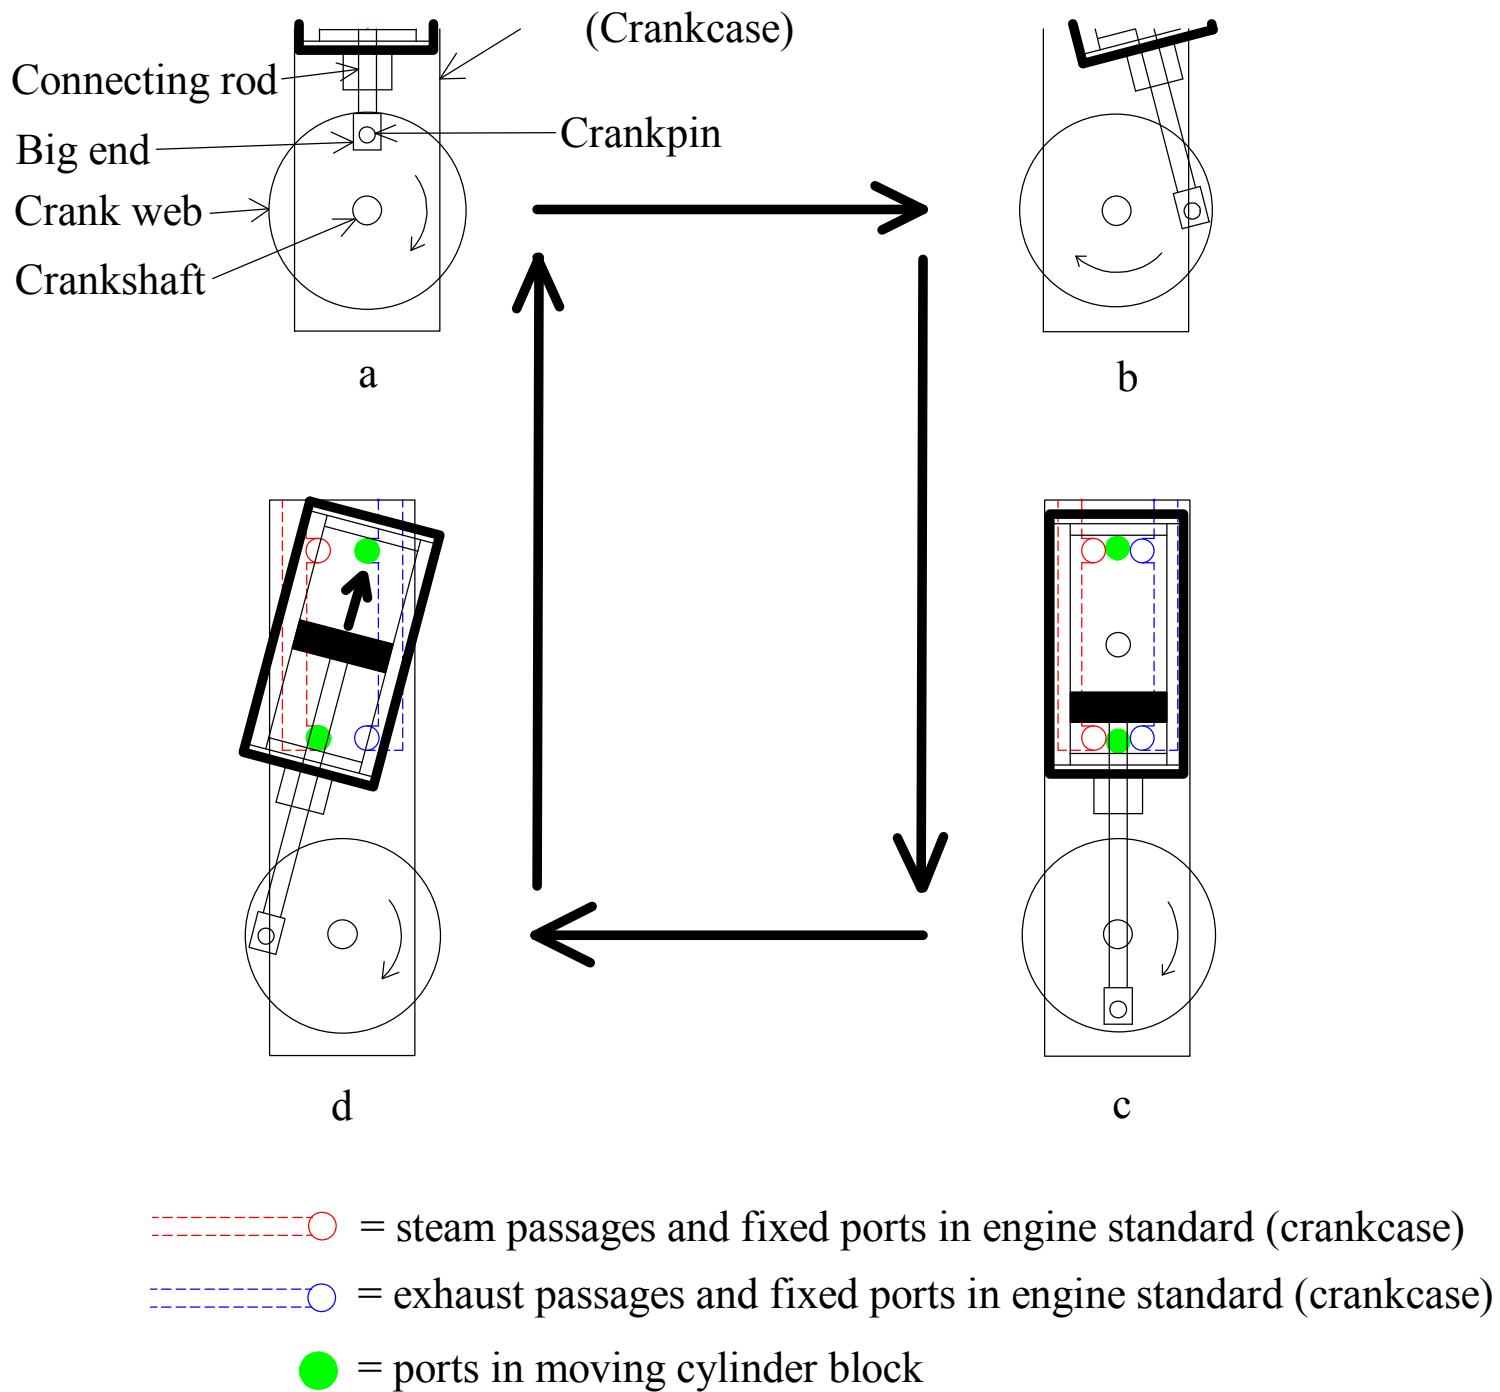 (Crankcase)
Connecting rod
Crankpin
Big end
Crank web
Crankshaft
a
b
d
c
= steam passages and fixed ports in engine standard (crankcase)
= exhaust passages and fixed ports in engine standard (crankcase)
= ports in moving cylinder block